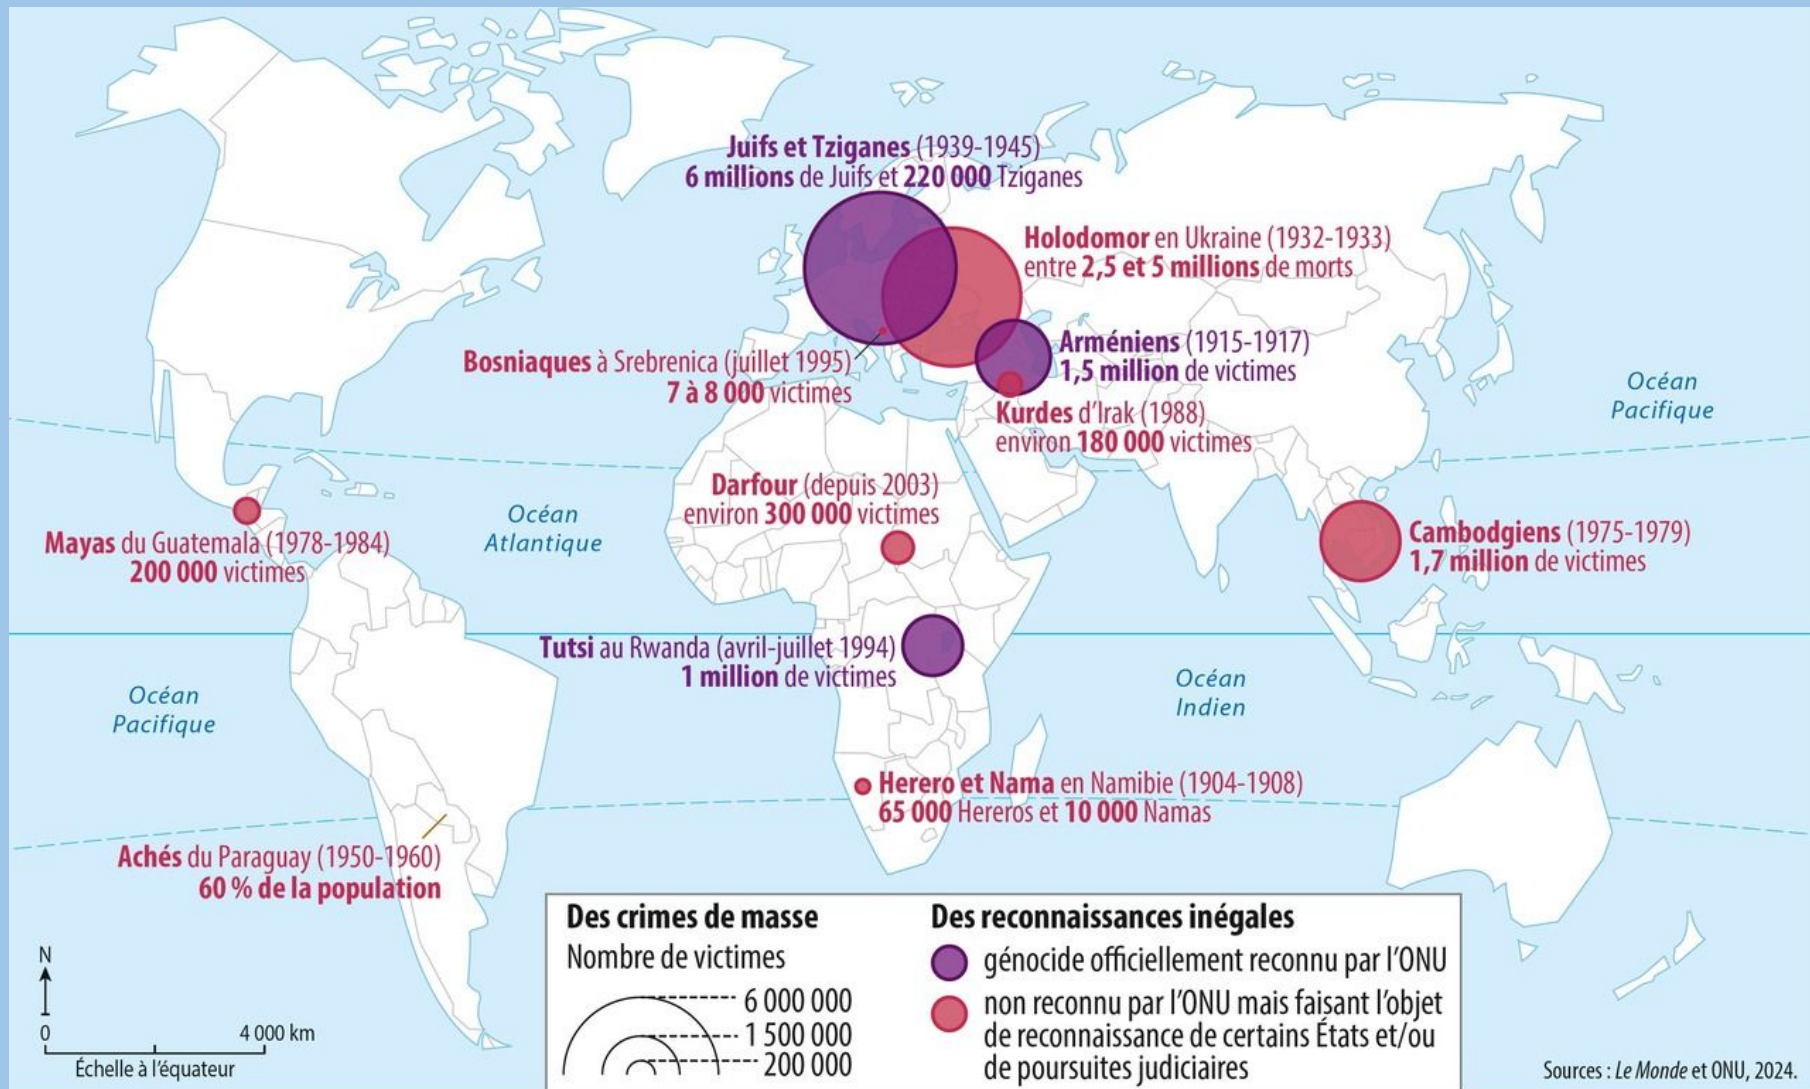 Juifs et Tziganes (1939-1945)
6 millions de Juifs et 220 000 Tziganes
Holodomor en Ukraine (1932-1933)
entre 2,5 et 5 millions de morts
Bosniaques à Srebrenica (juillet 1995)
7 à 8 000 victimes
Arméniens (1915-1917)
1,5 million de victimes
Kurdes d'Irak (1988)
environ 180 000 victimes
Océan
Pacifique
Darfour (depuis 2003)
environ 300 000 victimes
Océan
Atlantique
Mayas du Guatemala (1978-1984)
200 000 victimes
Cambodgiens (1975-1979)
1,7 million de victimes
Tutsi au Rwanda (avril-juillet 1994)
1 million de victimes
Océan
Pacifique
Océan
Indien
Herero et Nama en Namibie (1904-1908)
65 000 Hereros et 10 000 Namas
Achés du Paraguay (1950-1960)
60 % de la population
N
0
4 000 km
Échelle à l'équateur
Des crimes de masse
Nombre de victimes
6 000 000
1 500 000
200 000
Des reconnaissances inégales
génocide officiellement reconnu par l'ONU
non reconnu par l'ONU mais faisant l'objet
de reconnaissance de certains États et/ou
de poursuites judiciaires
Sources : Le Monde et ONU, 2024.